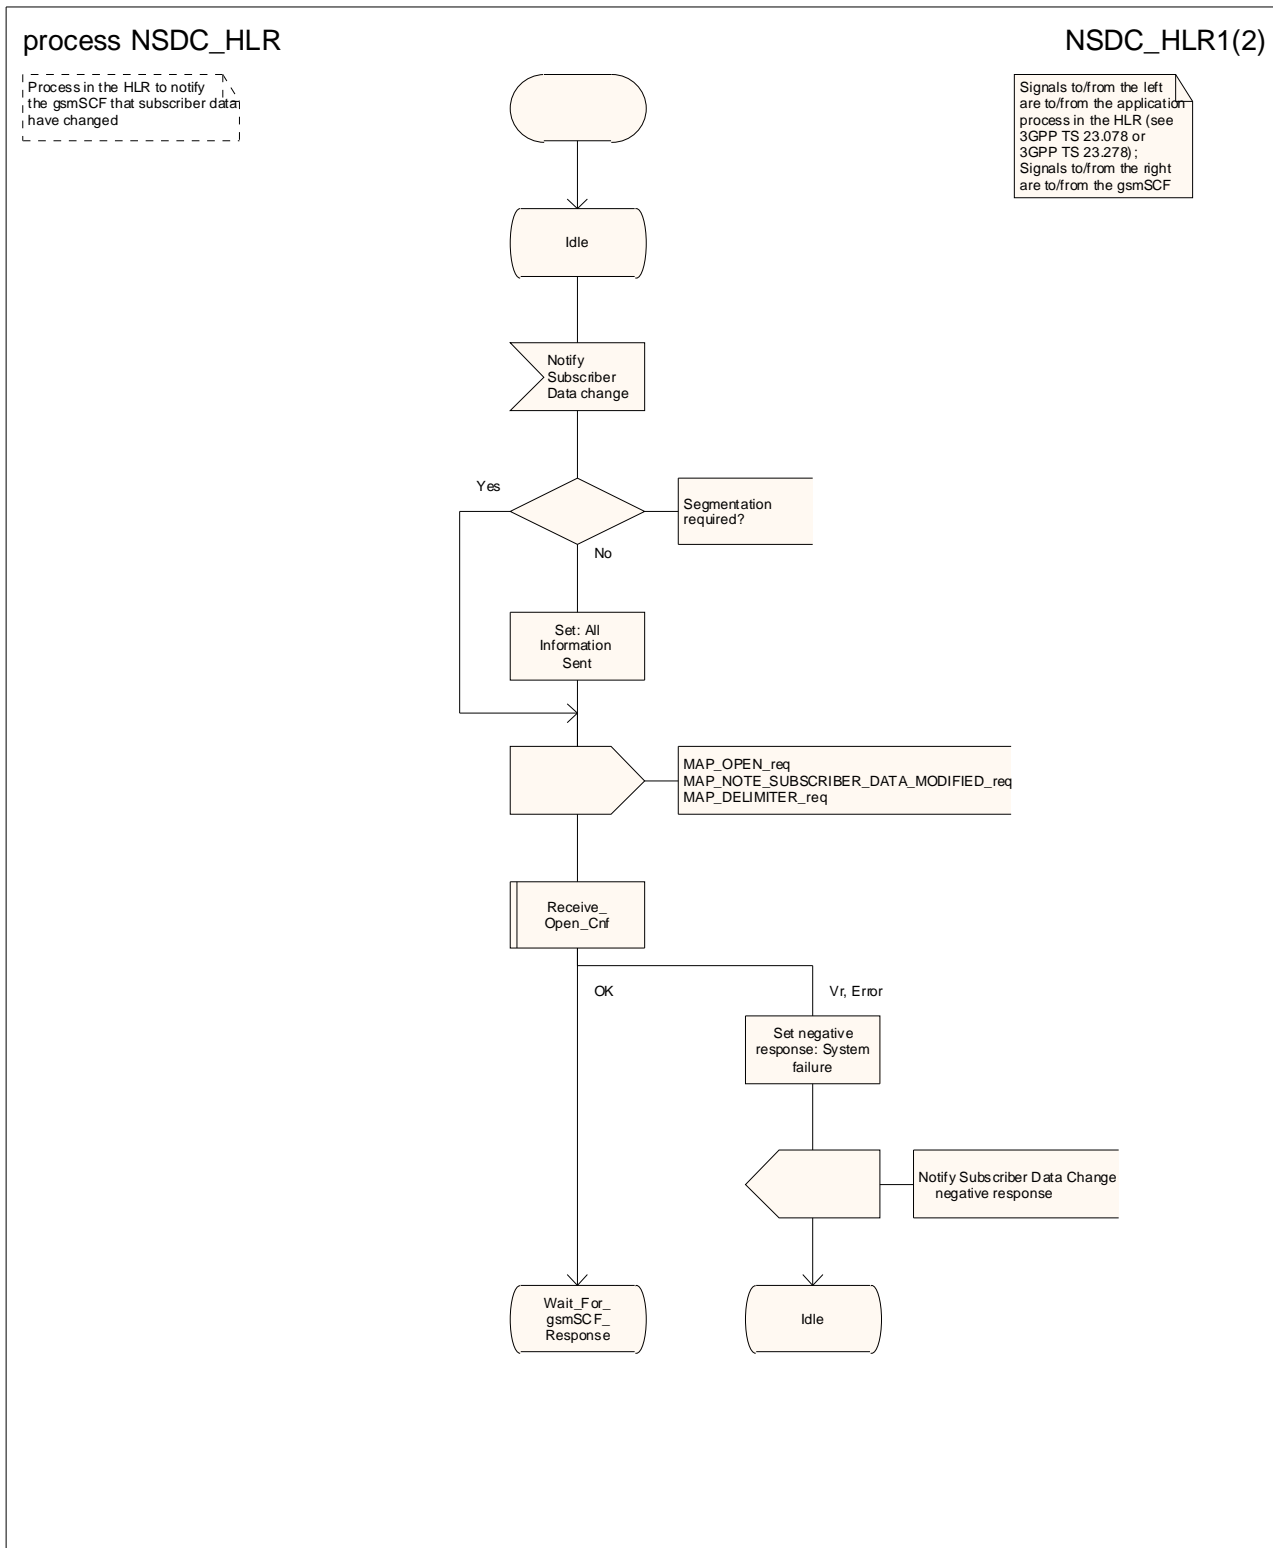 process NSDC_HLR
NSDC_HLR1(2)
Process in the HLR to notify
the gsmSCF that subscriber data
have changed
Signals to/from the left
are to/from the application
process in the HLR (see
3GPP TS 23.078 or
3GPP TS 23.278) ;
Signals to/from the right
are to/from the gsmSCF
Idle
Notify
Subscriber
Data change
Yes
Segmentation
required?
No
Set: All
Information
Sent
MAP_OPEN_req
MAP_NOTE_SUBSCRIBER_DATA_MODIFIED_req
MAP_DELIMITER_req
Receive_
Open_Cnf
OK
Vr, Error
Set negative
response: System
failure
Notify Subscriber Data Change
negative response
Wait_For_
gsmSCF_
Response
Idle